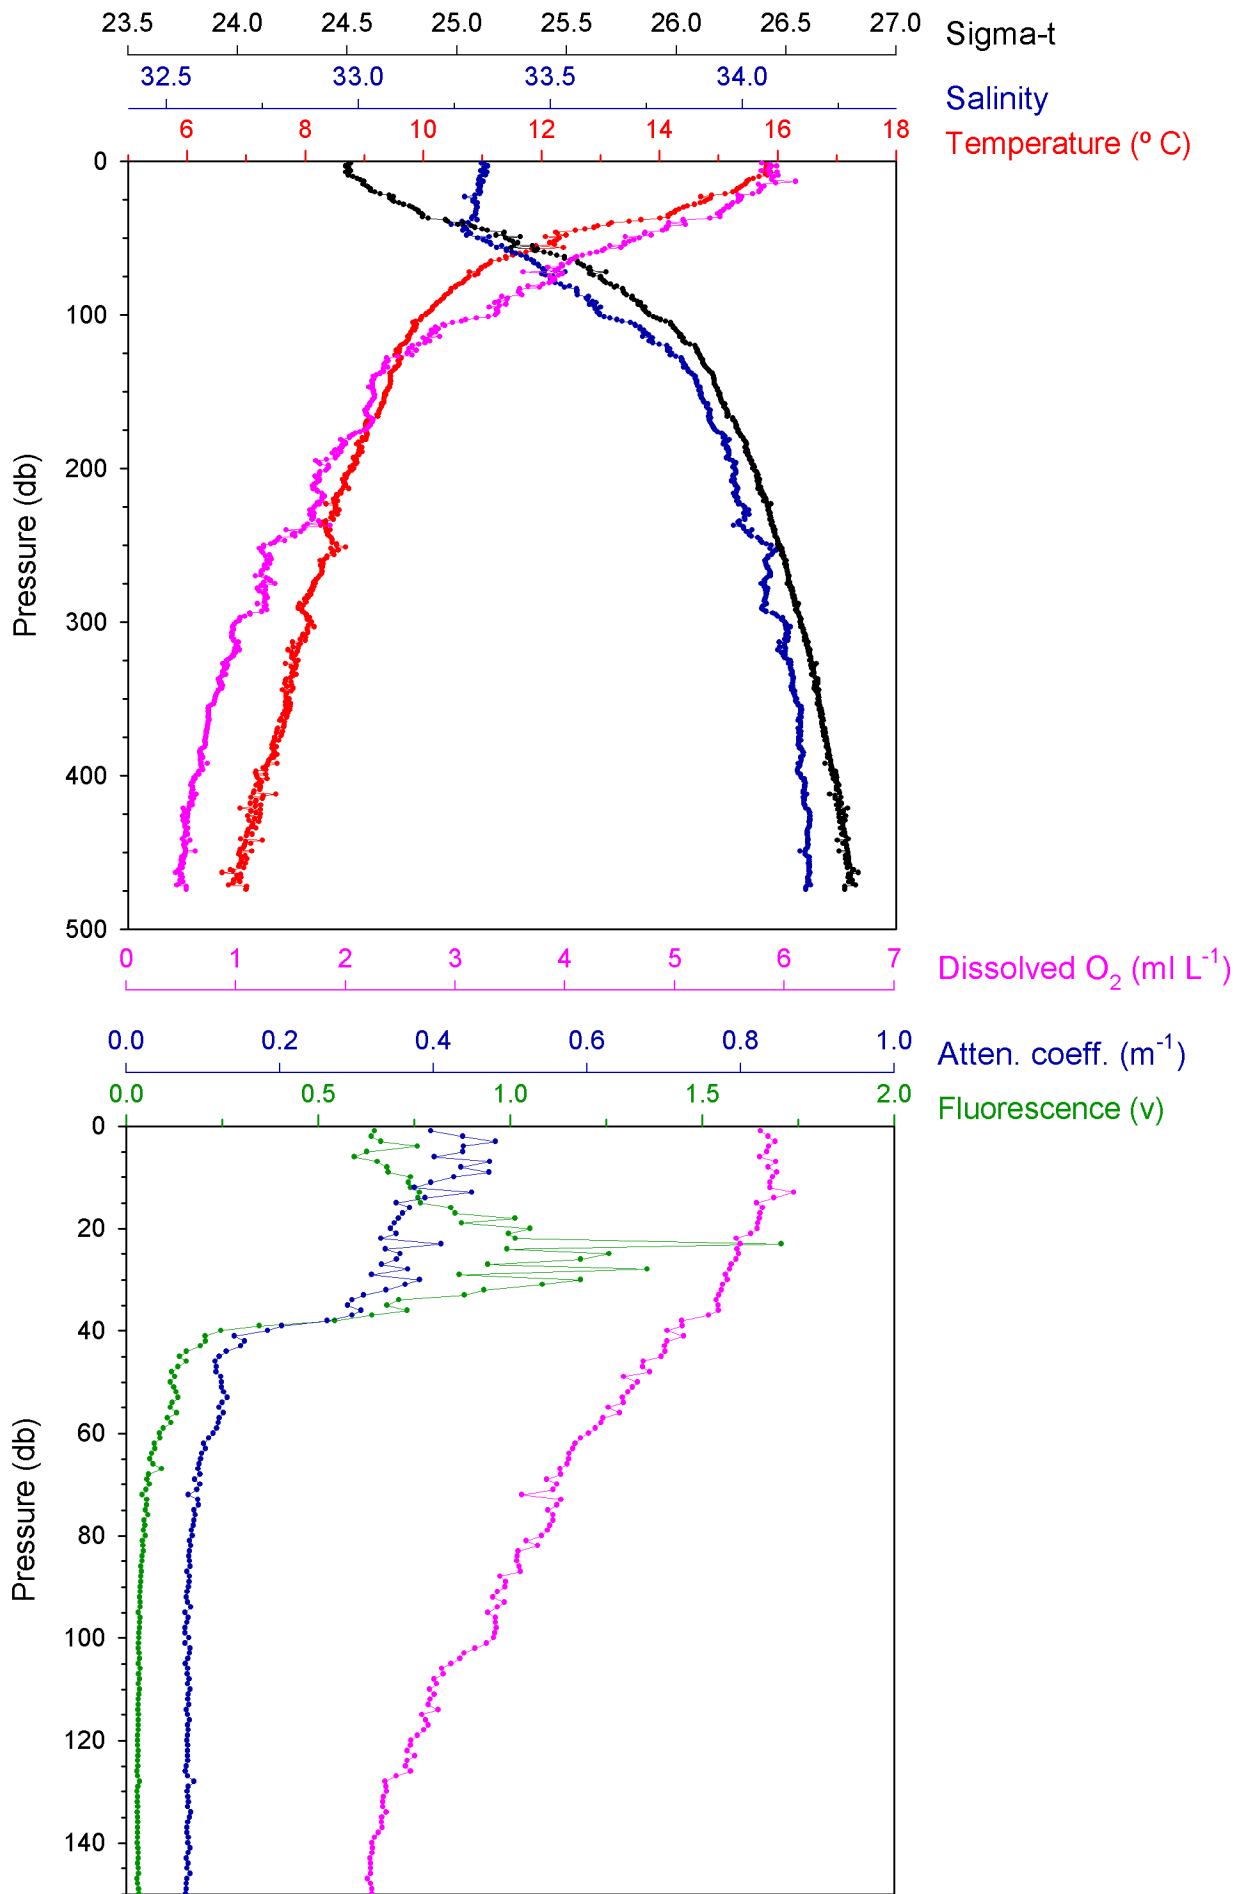 23.5 24.0 24.5 25.0 25.5 26.0 26.5 27.0 Sigma-t
32.5 33.0 33.5 34.0 Salinity
6 8 10 12 14 16 18 Temperature (º C)
0
100
200
300
400
500
Pressure (db)
0 1 2 3 4 5 6 7 Dissolved O₂ (ml L⁻¹)
0.0 0.2 0.4 0.6 0.8 1.0 Atten. coeff. (m⁻¹)
0.0 0.5 1.0 1.5 2.0 Fluorescence (v)
0
20
40
60
80
100
120
140
Pressure (db)